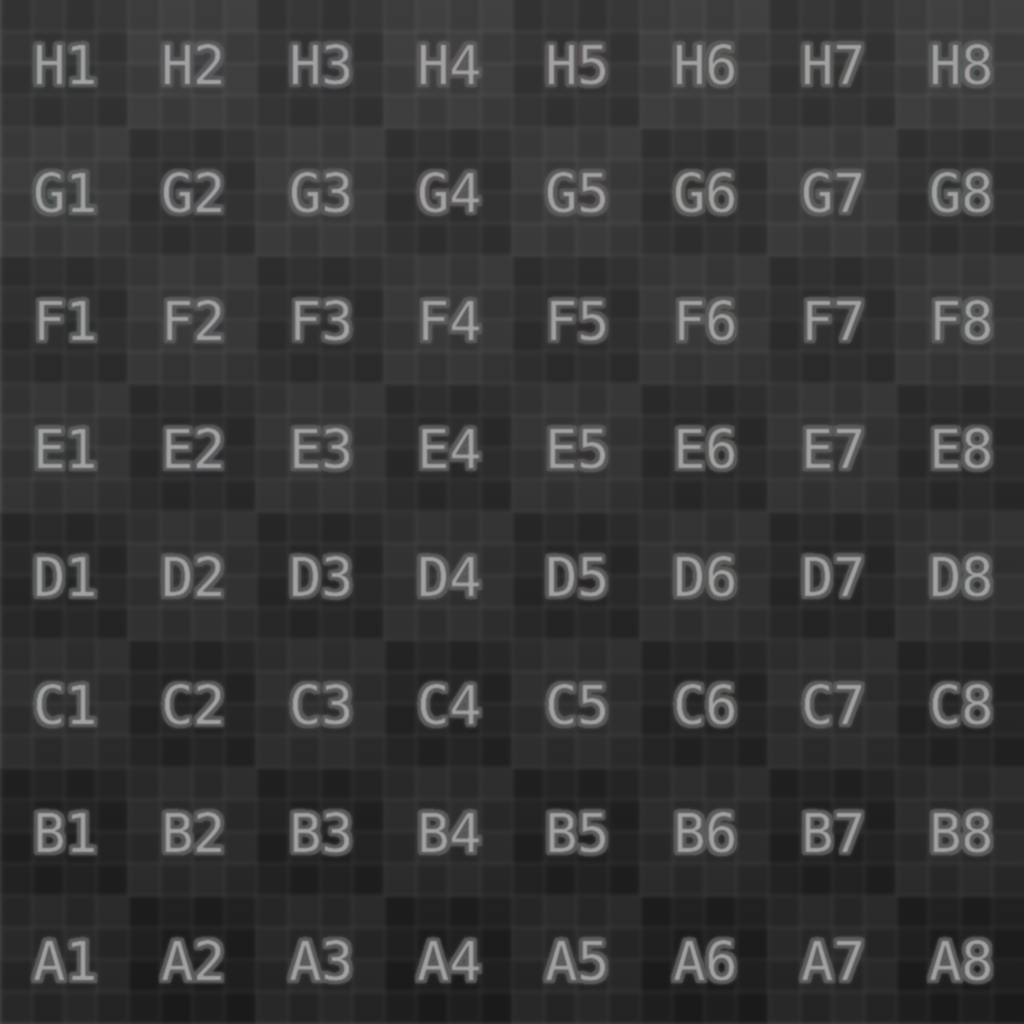 H1 H2 H3 H4 H5 H6 H7 H8
G1 G2 G3 G4 G5 G6 G7 G8
F1 F2 F3 F4 F5 F6 F7 F8
E1 E2 E3 E4 E5 E6 E7 E8
D1 D2 D3 D4 D5 D6 D7 D8
C1 C2 C3 C4 C5 C6 C7 C8
B1 B2 B3 B4 B5 B6 B7 B8
A1 A2 A3 A4 A5 A6 A7 A8